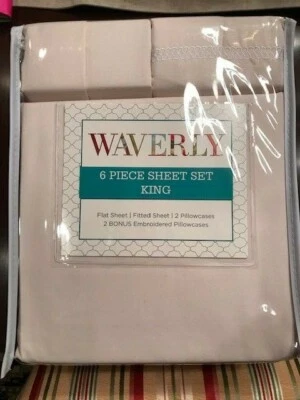 WAVERLY
6 PIECE SHEET SET
KING
Flat Sheet | Fitted Sheet | 2 Pillowcases
2 BONUS Embroidered Pillowcases